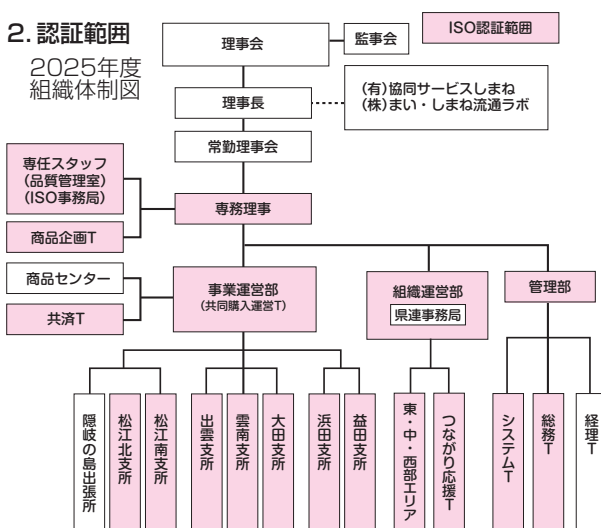 2. 認証範囲
2025年度
組織体制図
理事会
監事会
ISO認証範囲
理事長
(有)協同サービスしまね
(株)まい・しまね流通ラボ
常勤理事会
専任スタッフ
(品質管理室)
(ISO事務局)
専務理事
商品企画T
商品センター
共済T
事業運営部
(共同購入運営T)
組織運営部
県連事務局
管理部
隠岐の島出張所
松江北支所
松江南支所
出雲支所
雲南支所
大田支所
浜田支所
益田支所
東・中・西部エリア
つながり応援T
システムT
総務T
経理T